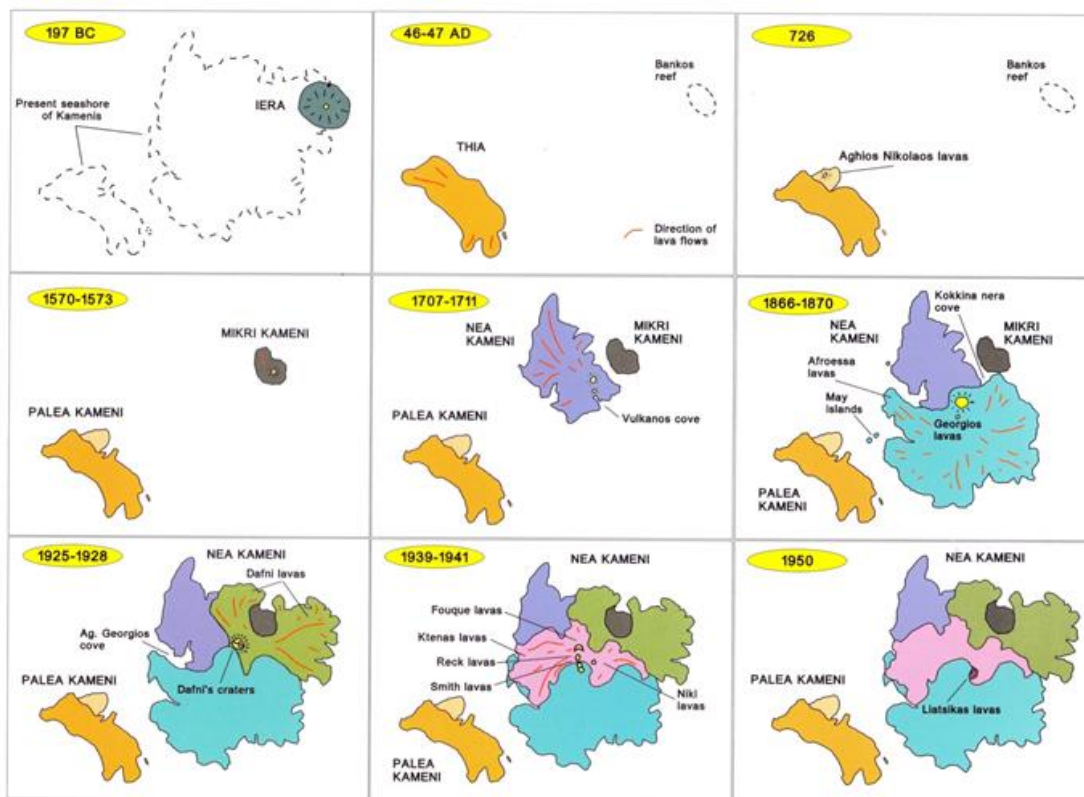 197 BC
Present seashore
of Kamenis
IERA
46-47 AD
Bankos
reef
THIA
Direction of
lava flows
726
Bankos
reef
Aghios Nikolaos lavas
1570-1573
MIKRI KAMENI
PALEA KAMENI
1707-1711
NEA
KAMENI
MIKRI
KAMENI
Vulkanos cove
PALEA KAMENI
1866-1870
Kokkina nera
cove
NEA
KAMENI
MIKRI
KAMENI
Afroessa lavas
May
islands
Georgios
lavas
PALEA
KAMENI
1925-1928
NEA KAMENI
Dafni lavas
Ag. Georgios
cove
PALEA KAMENI
Dafni's craters
1939-1941
NEA KAMENI
Fouque lavas
Ktenas lavas
Reck lavas
Smith lavas
Niki
lavas
PALEA
KAMENI
1950
NEA KAMENI
PALEA KAMENI
Liatsikas lavas